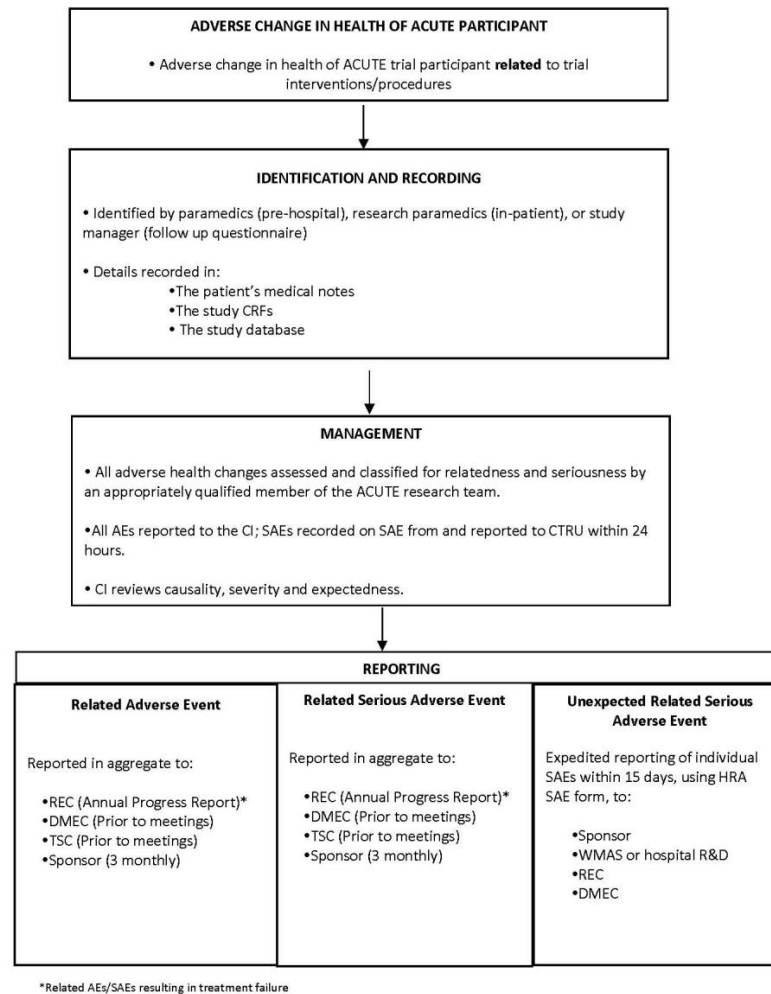 ADVERSE CHANGE IN HEALTH OF ACUTE PARTICIPANT
• Adverse change in health of ACUTE trial participant related to trial
interventions/procedures
IDENTIFICATION AND RECORDING
• Identified by paramedics (pre-hospital), research paramedics (in-patient), or study
manager (follow up questionnaire)
• Details recorded in:
•The patient's medical notes
•The study CRFs
• The study database
MANAGEMENT
• All adverse health changes assessed and classified for relatedness and seriousness by
an appropriately qualified member of the ACUTE research team.
•All AEs reported to the CI; SAEs recorded on SAE from and reported to CTRU within 24
hours.
• CI reviews causality, severity and expectedness.
REPORTING
Related Adverse Event
Reported in aggregate to:
•REC (Annual Progress Report)*
•DMEC (Prior to meetings)
•TSC (Prior to meetings)
•Sponsor (3 monthly)
Related Serious Adverse Event
Reported in aggregate to:
•REC (Annual Progress Report)*
•DMEC (Prior to meetings)
•TSC (Prior to meetings)
•Sponsor (3 monthly)
Unexpected Related Serious
Adverse Event
Expedited reporting of individual
SAEs within 15 days, using HRA
SAE form, to:
•Sponsor
•WMAS or hospital R&D
•REC
•DMEC
*Related AEs/SAEs resulting in treatment failure